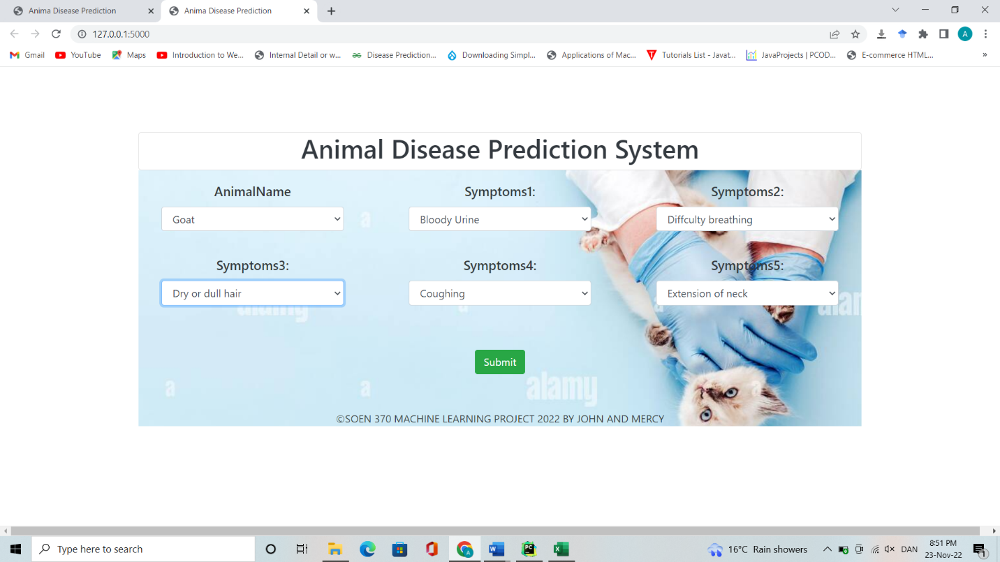 Anima Disease Prediction
Anima Disease Prediction
127.0.0.1:5000
A
Gmail YouTube Maps Introduction to We... Internal Detail or w... Disease Prediction... Downloading Simpl... Applications of Mac... Tutorials List - Javat... JavaProjects | PCOD... E-commerce HTML... »
Animal Disease Prediction System
AnimalName Symptoms1: Symptoms2:
Goat Bloody Urine Diffculty breathing
Symptoms3: Symptoms4: Symptoms5:
Dry or dull hair Coughing Extension of neck
alamy a alan
Submit
a a alamy
©SOEN 370 MACHINE LEARNING PROJECT 2022 BY JOHN AND MERCY
Type here to search
16°C Rain showers DAN
8:51 PM
23-Nov-22
1